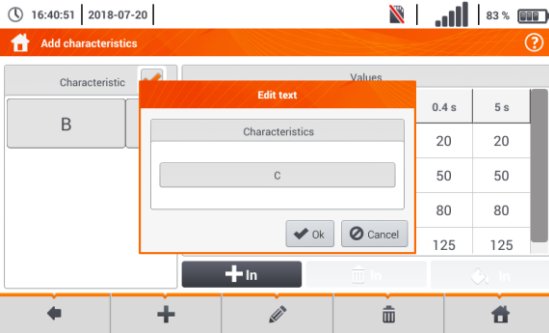 16:40:51 2018-07-20 83 %
Add characteristics ?
Characteristic Values
Edit text
0.4 s 5 s
B
Characteristics
20 20
C
50 50
80 80
Ok Cancel
125 125
In In In